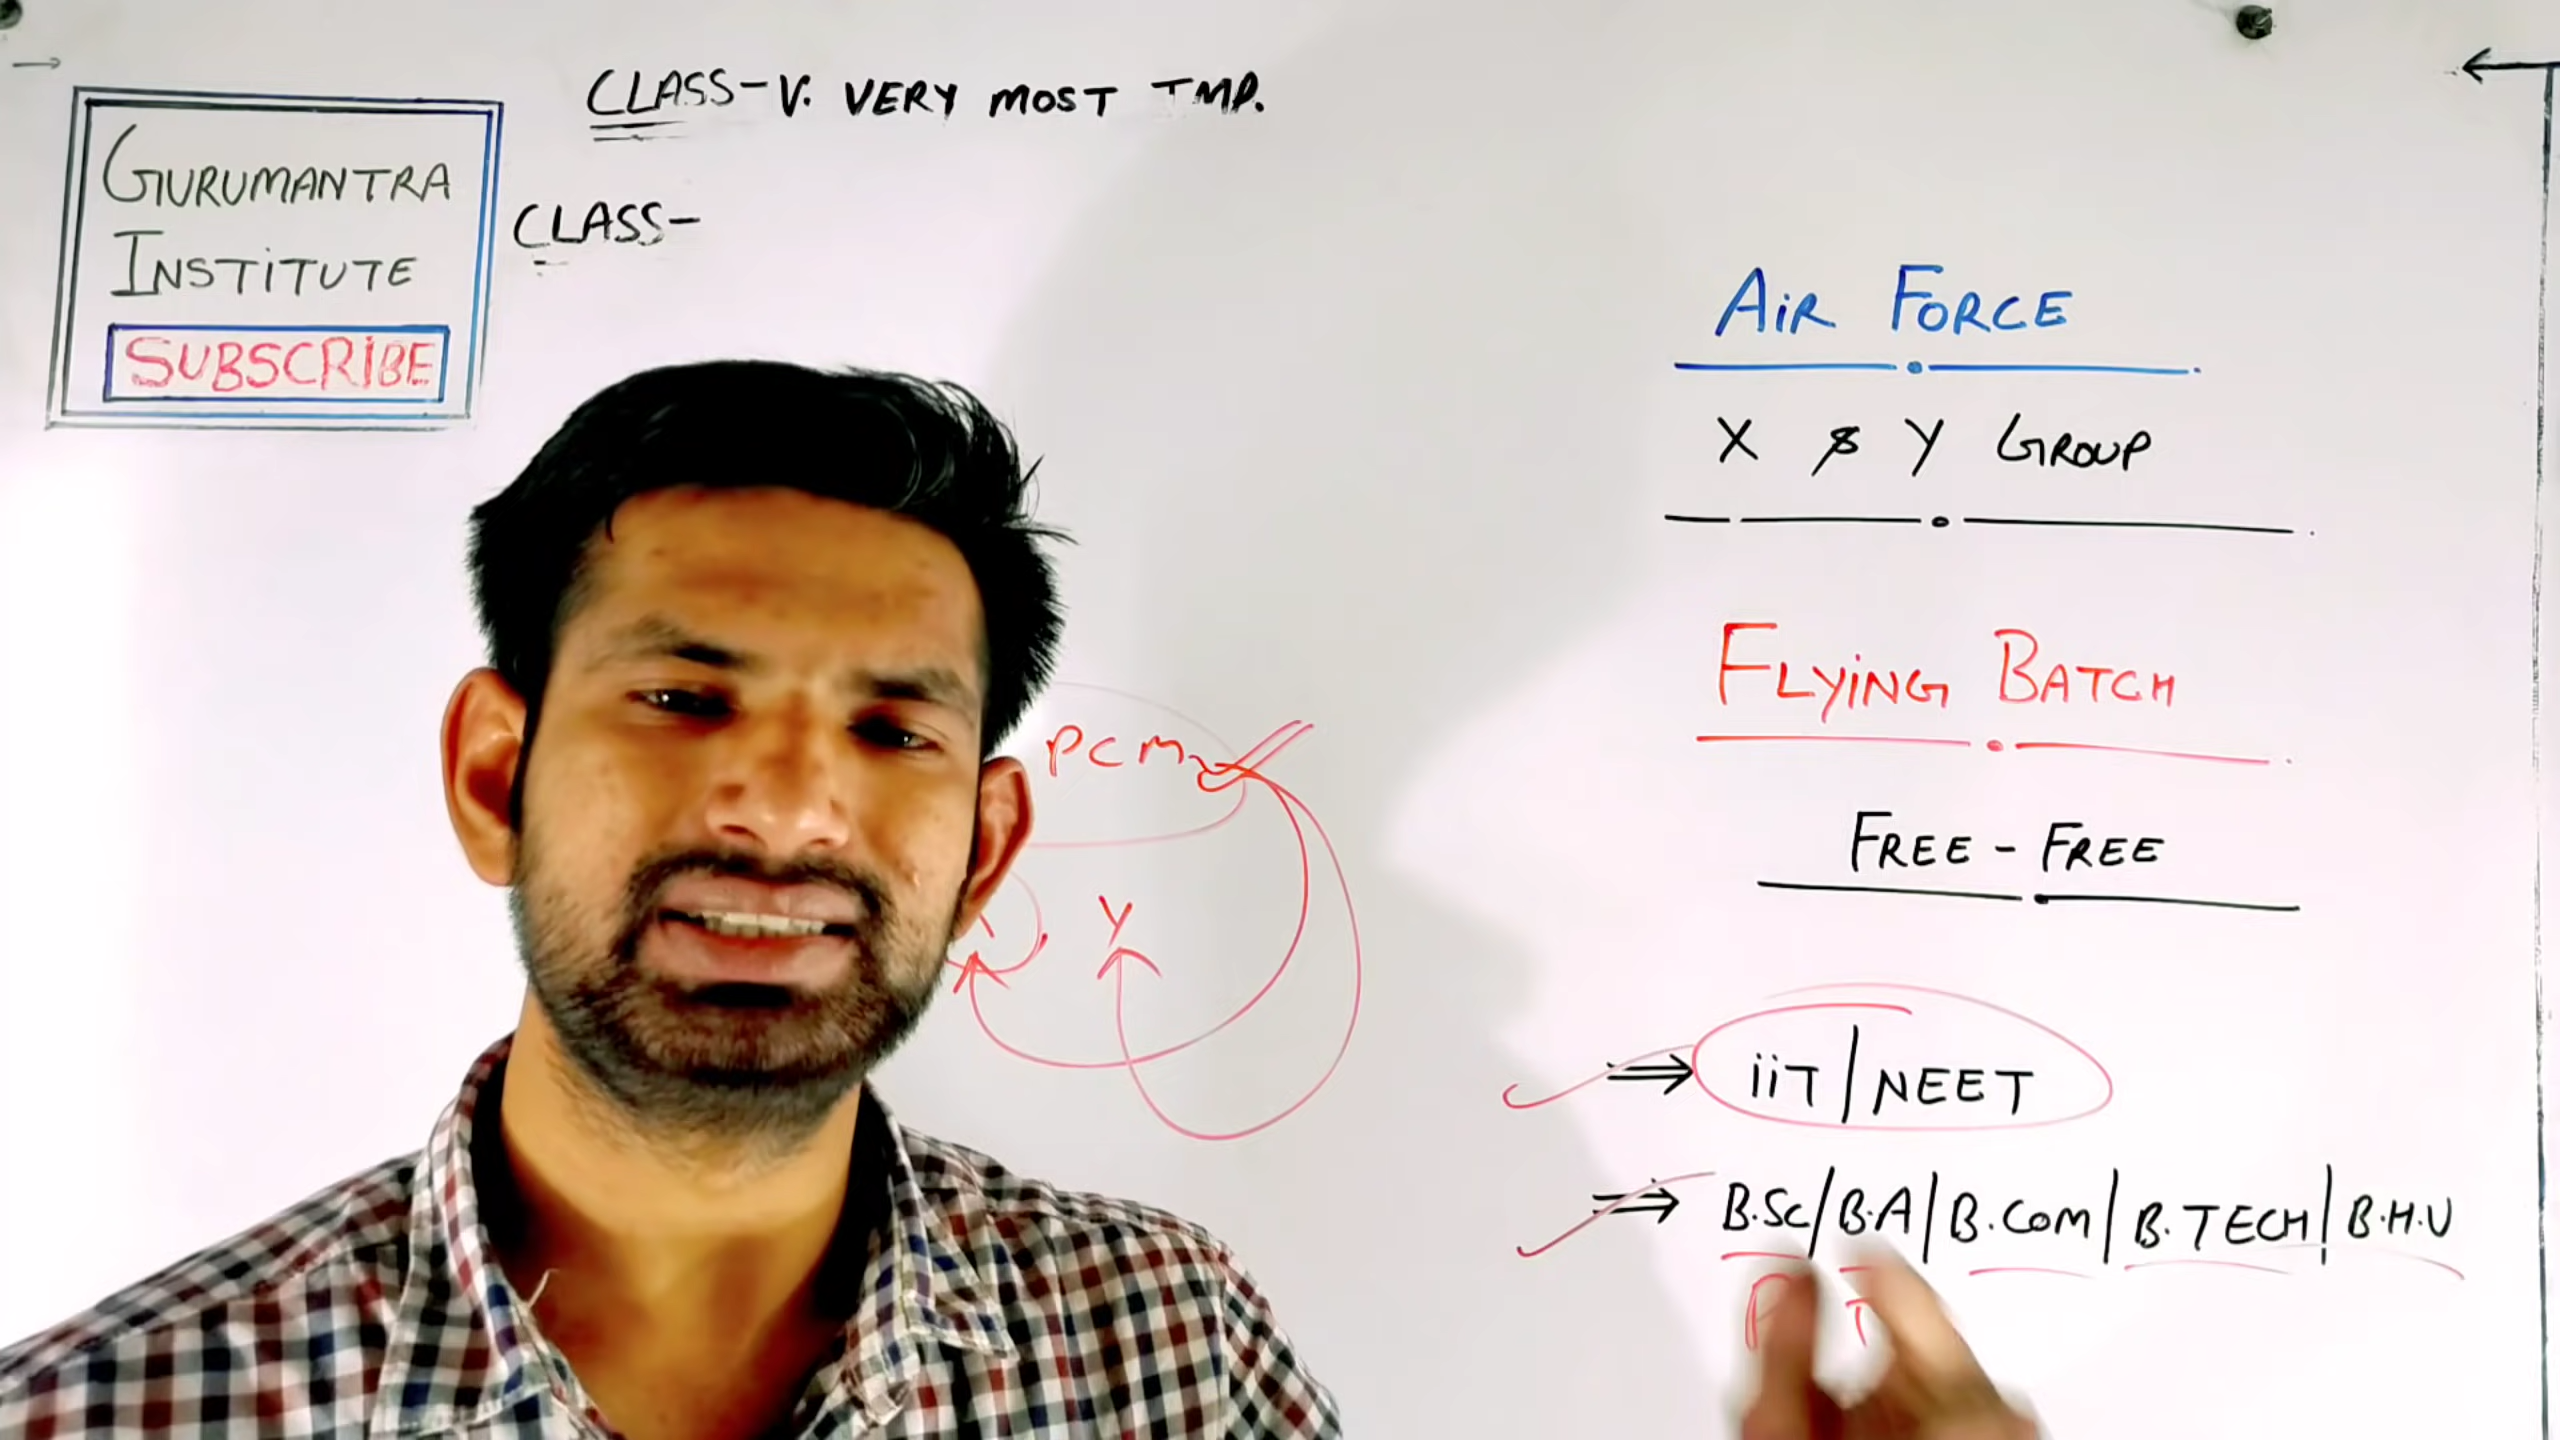 CLASS-V. VERY MOST IMP.
GURUMANTRA
INSTITUTE
SUBSCRIBE
CLASS-
AiR FORCE
X & Y GROUP
FLYiNG BATCH
FREE - FREE
PCM
Y
iiT|NEET
B.Sc/B.A|B.Com|B.TECH|B.H.U
P T